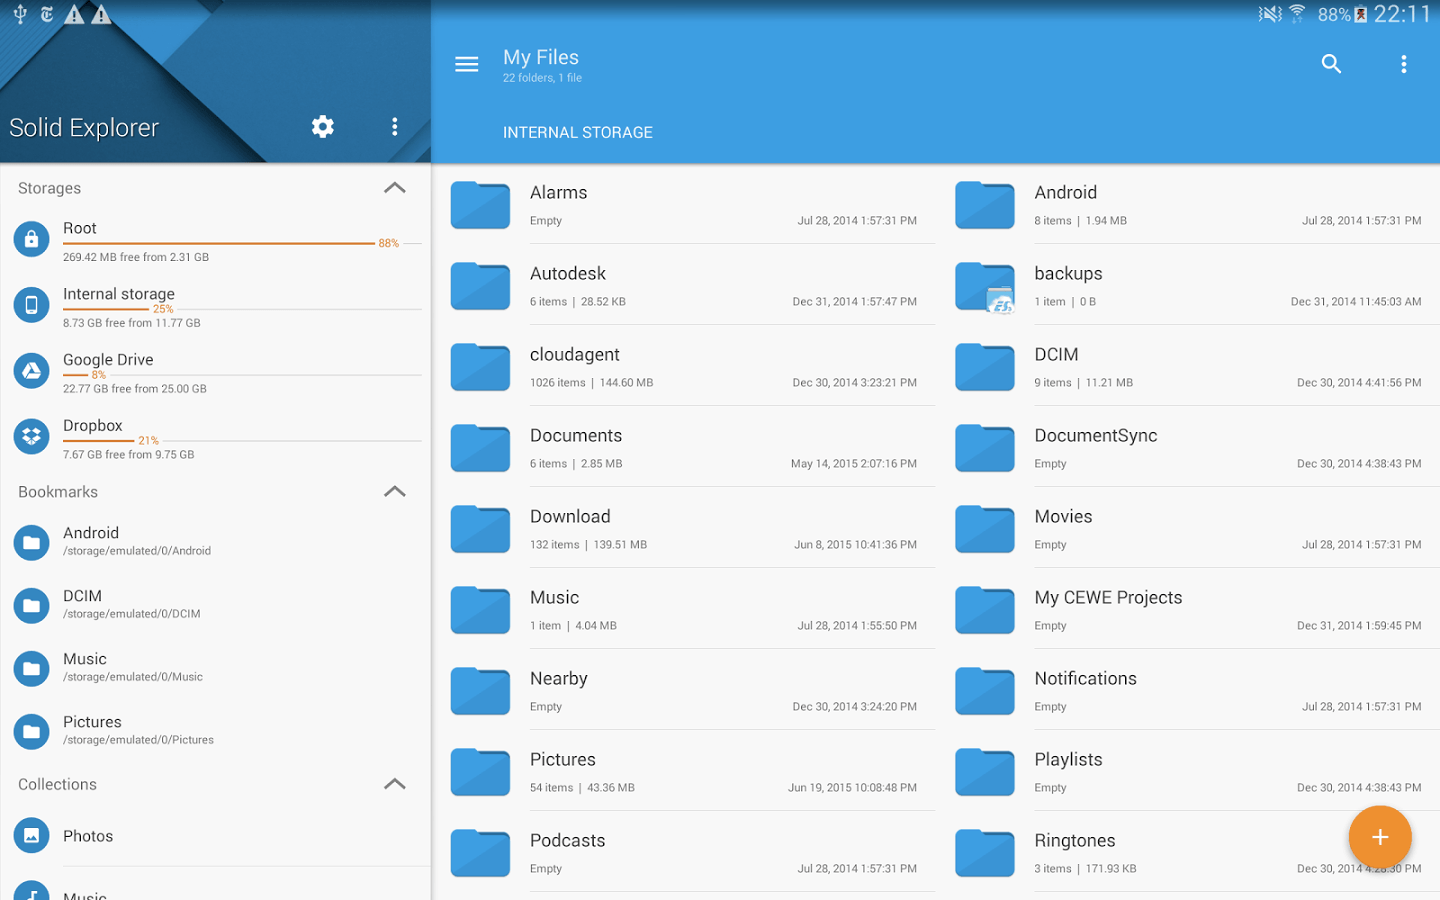 88% 22:11
Solid Explorer
Storages
Root
88%
269.42 MB free from 2.31 GB
Internal storage
25%
8.73 GB free from 11.77 GB
Google Drive
8%
22.77 GB free from 25.00 GB
Dropbox
21%
7.67 GB free from 9.75 GB
Bookmarks
Android
/storage/emulated/0/Android
DCIM
/storage/emulated/0/DCIM
Music
/storage/emulated/0/Music
Pictures
/storage/emulated/0/Pictures
Collections
Photos
Music
My Files
22 folders, 1 file
INTERNAL STORAGE
Alarms
Empty Jul 28, 2014 1:57:31 PM
Android
8 items | 1.94 MB Jul 28, 2014 1:57:31 PM
Autodesk
6 items | 28.52 KB Dec 31, 2014 1:57:47 PM
backups
ES
1 item | 0 B Dec 31, 2014 11:45:03 AM
cloudagent
1026 items | 144.60 MB Dec 30, 2014 3:23:21 PM
DCIM
9 items | 11.21 MB Dec 30, 2014 4:41:56 PM
Documents
6 items | 2.85 MB May 14, 2015 2:07:16 PM
DocumentSync
Empty Dec 30, 2014 4:38:43 PM
Download
132 items | 139.51 MB Jun 8, 2015 10:41:36 PM
Movies
Empty Jul 28, 2014 1:57:31 PM
Music
1 item | 4.04 MB Jul 28, 2014 1:55:50 PM
My CEWE Projects
Empty Dec 31, 2014 1:59:45 PM
Nearby
Empty Dec 30, 2014 3:24:20 PM
Notifications
Empty Jul 28, 2014 1:57:31 PM
Pictures
54 items | 43.36 MB Jun 19, 2015 10:08:48 PM
Playlists
Empty Dec 30, 2014 4:38:43 PM
Podcasts
Empty Jul 28, 2014 1:57:31 PM
Ringtones
3 items | 171.93 KB Dec 30, 2014 4:28:30 PM